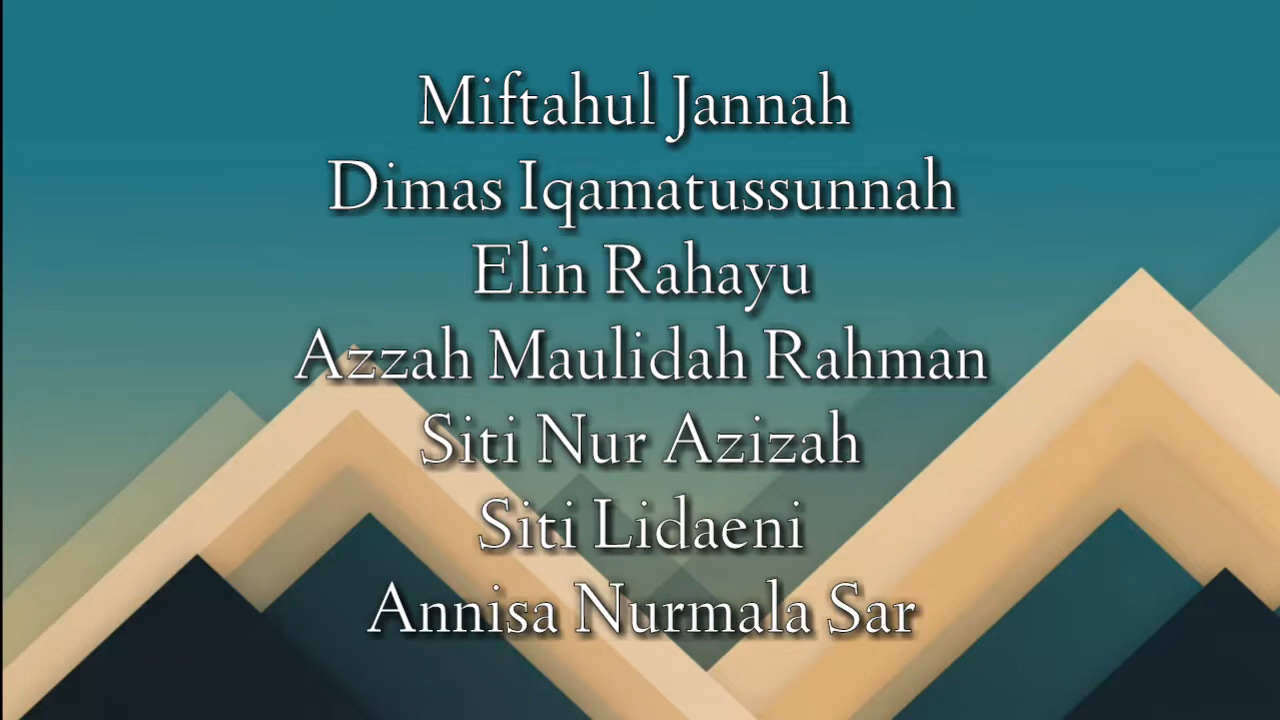 Miftahul Jannah
Dimas Iqamatussunnah
Elin Rahayu
Azzah Maulidah Rahman
Siti Nur Azizah
Siti Lidaeni
Annisa Nurmala Sar